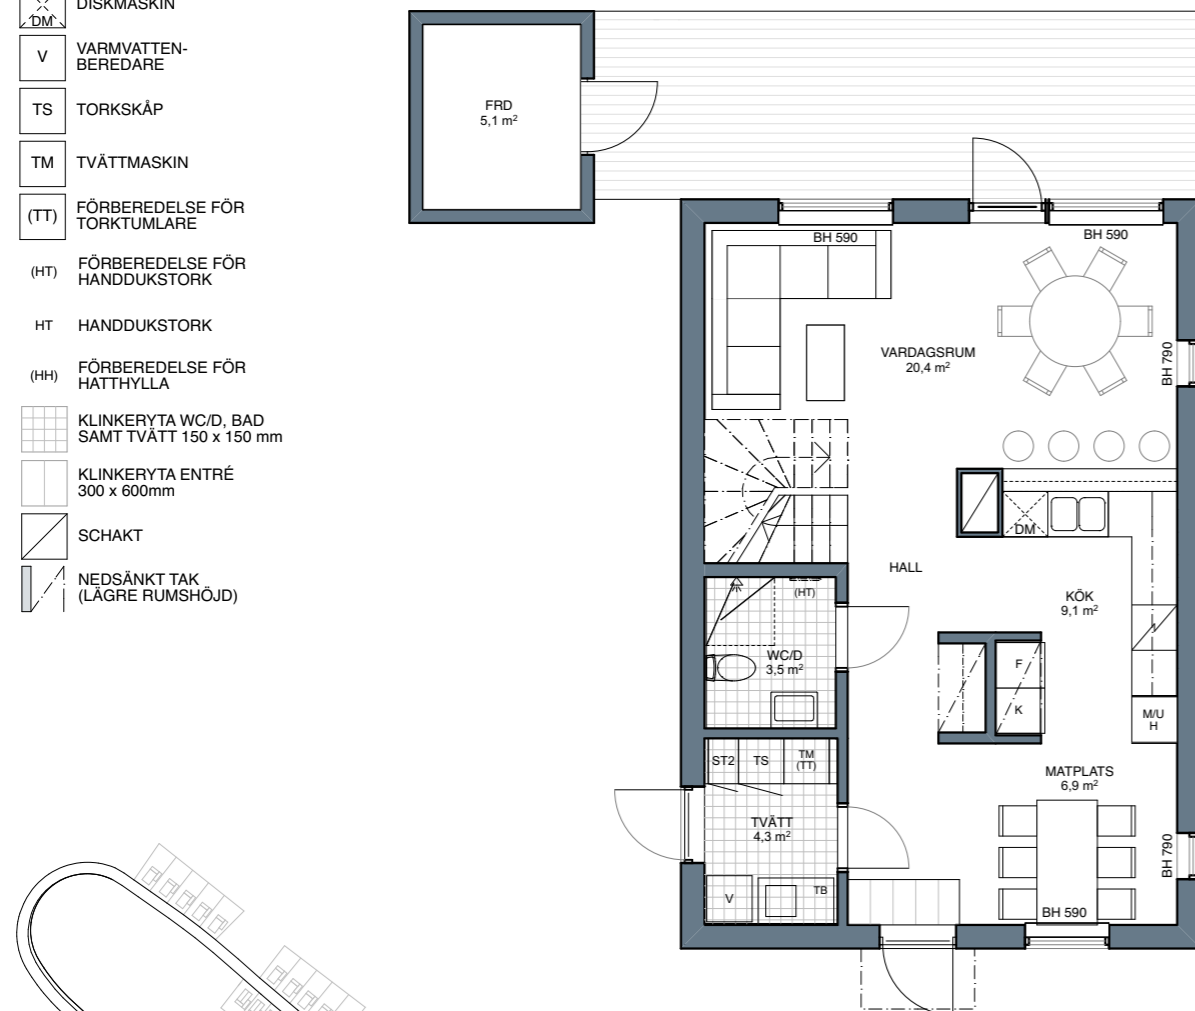 DM
DISKMASKIN
V
VARMVATTEN-
BEREDARE
TS
TORKSKÅP
TM
TVÄTTMASKIN
(TT)
FÖRBEREDELSE FÖR
TORKTUMLARE
(HT)
FÖRBEREDELSE FÖR
HANDDUKSTORK
HT
HANDDUKSTORK
(HH)
FÖRBEREDELSE FÖR
HATTHYLLA
KLINKERYTA WC/D, BAD
SAMT TVÄTT 150 x 150 mm
KLINKERYTA ENTRÉ
300 x 600mm
SCHAKT
NEDSÄNKT TAK
(LÄGRE RUMSHÖJD)
FRD
5,1 m²
BH 590
BH 590
VARDAGSRUM
20,4 m²
BH 790
DM
HALL
KÖK
9,1 m²
(HT)
WC/D
3,5 m²
F
K
M/U
H
ST2
TS
TM
(TT)
MATPLATS
6,9 m²
TVÄTT
4,3 m²
BH 790
V
TB
BH 590